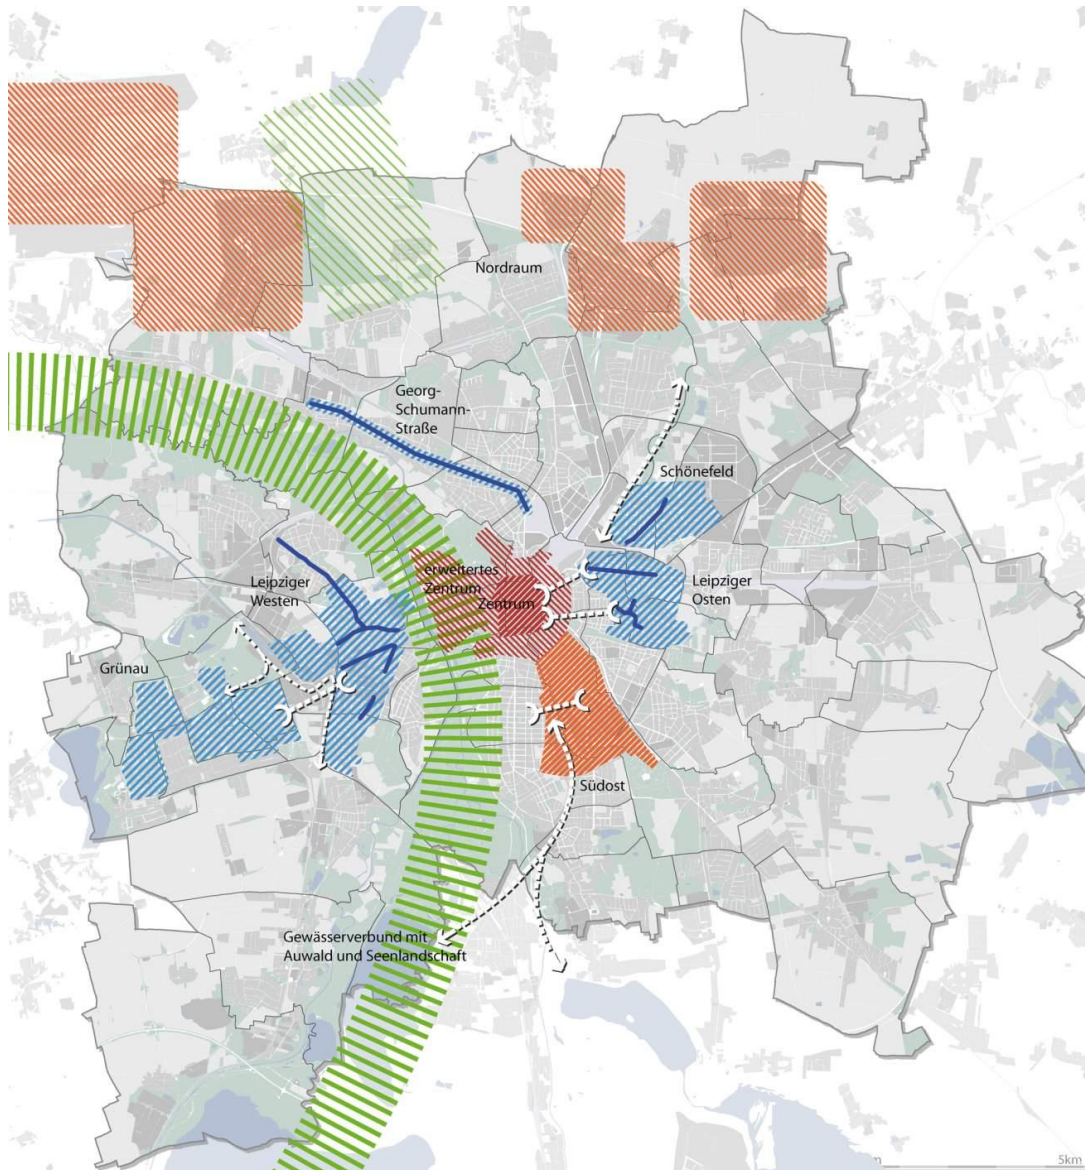 Nordraum
Georg-
Schumann-
Straße
Schönefeld
erweitertes
Zentrum
Zentrum
Leipziger
Westen
Leipziger
Osten
Grünau
Südost
Gewässerverbund mit
Auwald und Seenlandschaft
5km